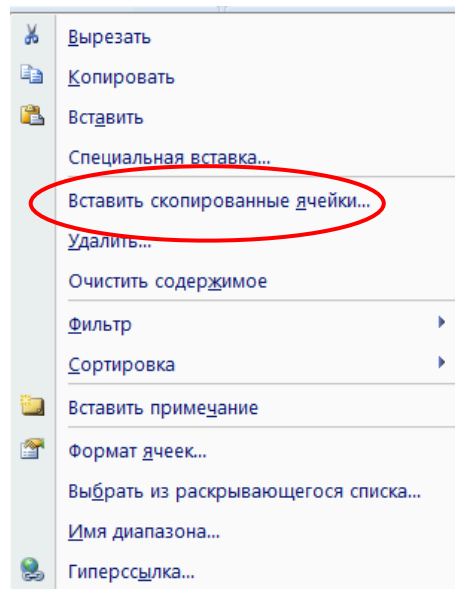 Вырезать
Копировать
Вставить
Специальная вставка...
Вставить скопированные ячейки...
Удалить...
Очистить содержимое
Фильтр
Сортировка
Вставить примечание
Формат ячеек...
Выбрать из раскрывающегося списка...
Имя диапазона...
Гиперссылка...